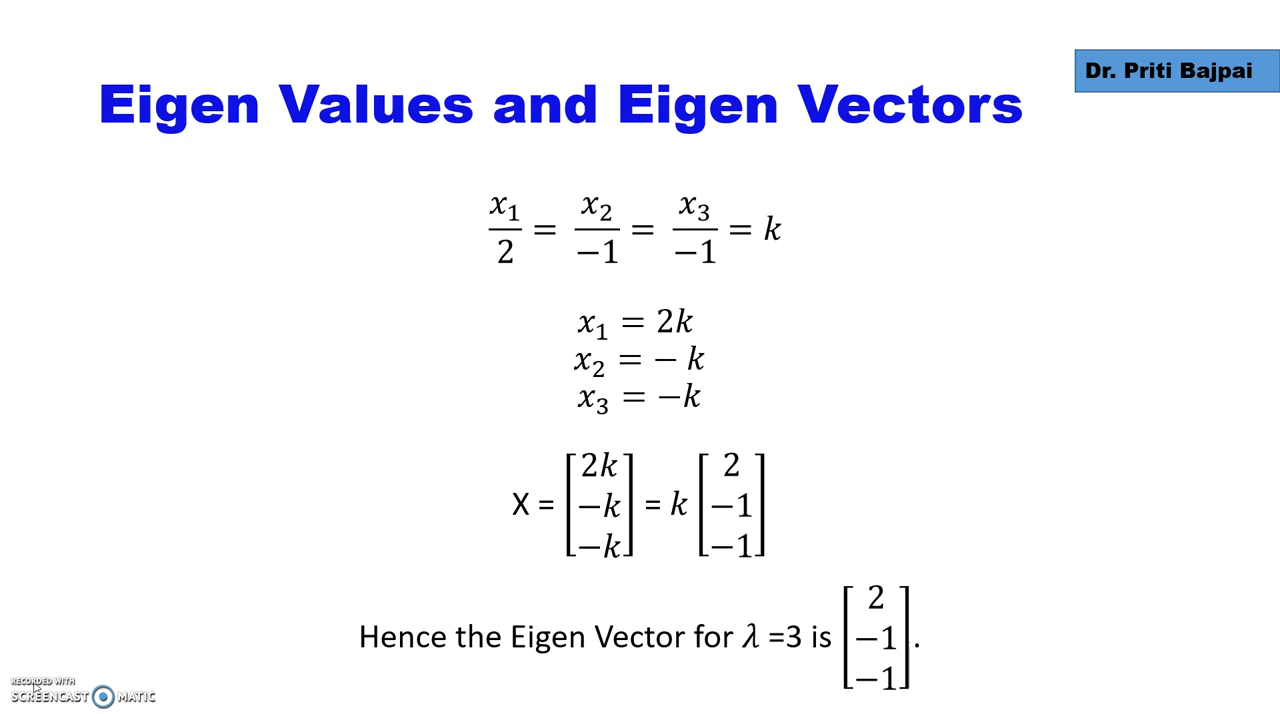 Dr. Priti Bajpai
Eigen Values and Eigen Vectors
x₁/2 = x₂/−1 = x₃/−1 = k
x₁ = 2k
x₂ = − k
x₃ = −k
X = [2k −k −k] = k [2 −1 −1]
Hence the Eigen Vector for λ =3 is [2 −1 −1].
RECORDED WITH
SCREENCAST MATIC